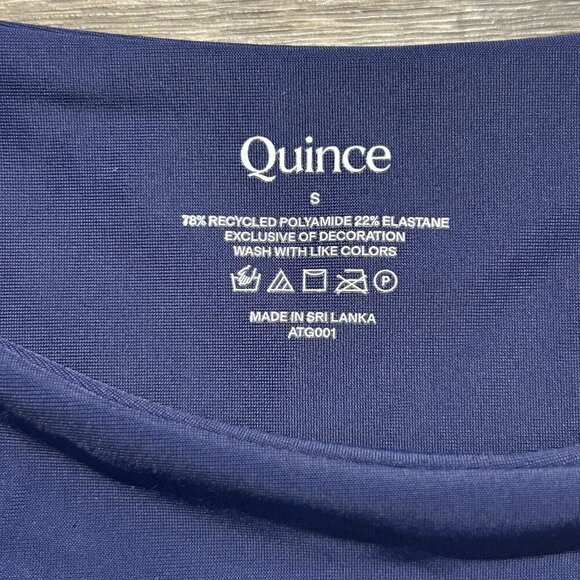 Quince
S
78% RECYCLED POLYAMIDE 22% ELASTANE
EXCLUSIVE OF DECORATION
WASH WITH LIKE COLORS
P
MADE IN SRI LANKA
ATG001